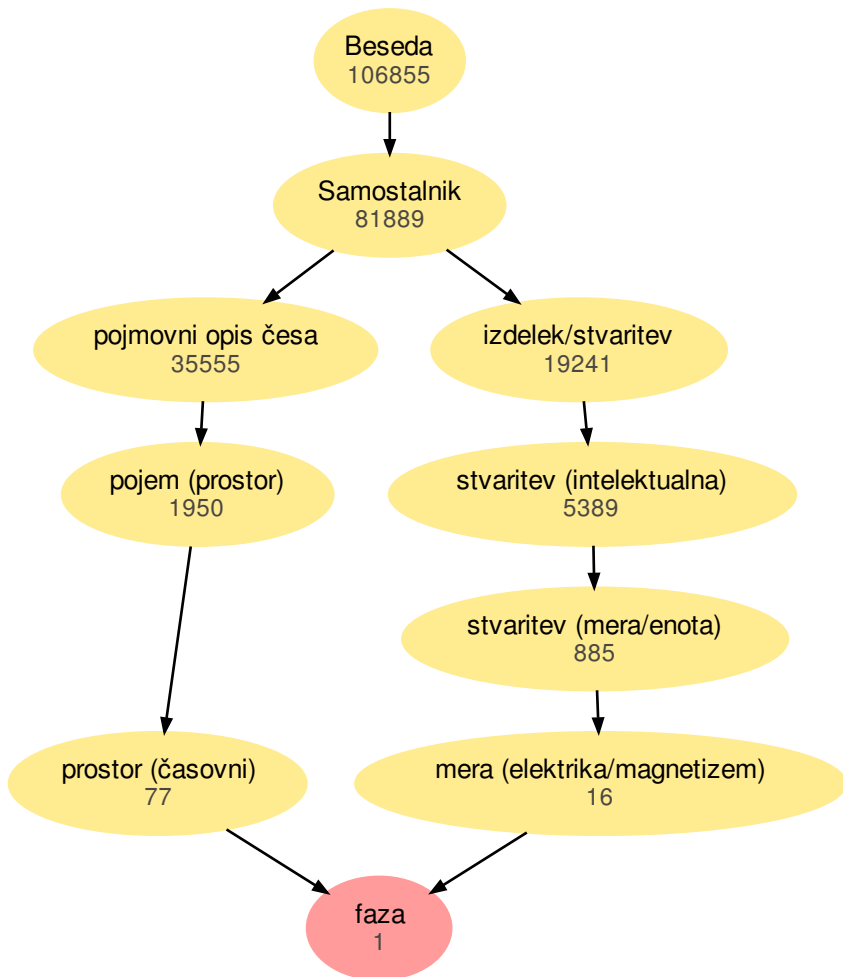 Beseda
106855
Samostalnik
81889
pojmovni opis česa
35555
izdelek/stvaritev
19241
pojem (prostor)
1950
stvaritev (intelektualna)
5389
stvaritev (mera/enota)
885
prostor (časovni)
77
mera (elektrika/magnetizem)
16
faza
1